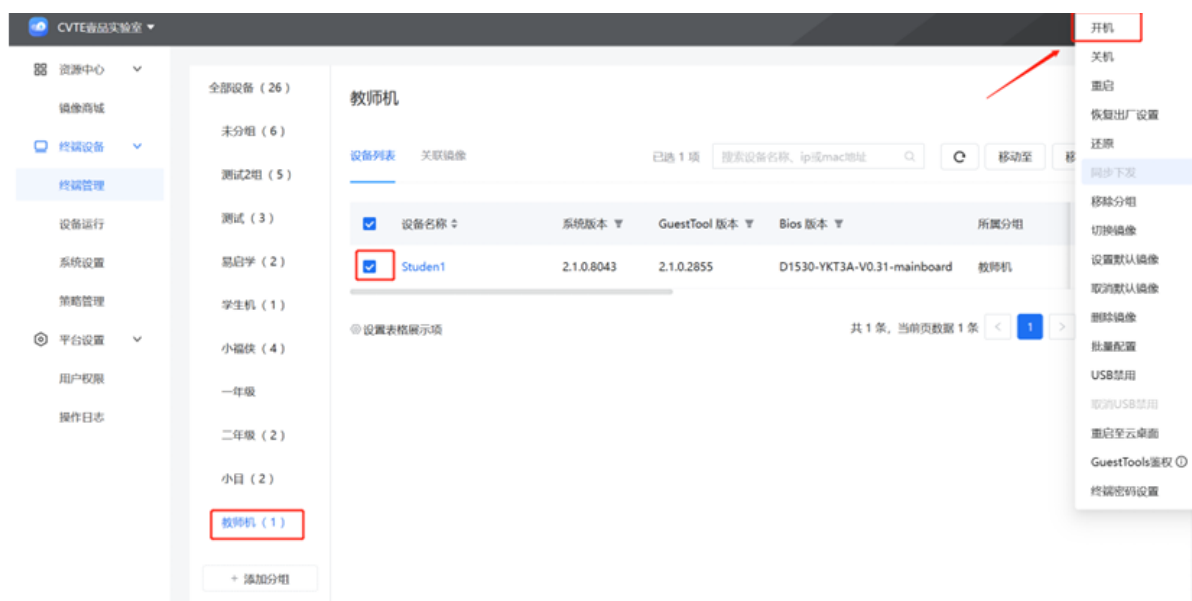 CVTE壹品实验室
资源中心
镜像商城
终端设备
终端管理
设备运行
系统设置
策略管理
平台设置
用户权限
操作日志
全部设备（26）
未分组（6）
测试2组（5）
测试（3）
易启学（2）
学生机（1）
小福侠（4）
一年级
二年级（2）
小目（2）
教师机（1）
+ 添加分组
教师机
设备列表 关联镜像 已选 1 项 搜索设备名称、ip或mac地址 移动至 移
设备名称 系统版本 GuestTool 版本 Bios 版本 所属分组
Studen1 2.1.0.8043 2.1.0.2855 D1530-YKT3A-V0.31-mainboard 教师机
设置表格展示项 共 1 条，当前页数据 1 条 < 1 >
开机
关机
重启
恢复出厂设置
还原
同步下发
移除分组
切换镜像
设置默认镜像
取消默认镜像
删除镜像
批量配置
USB禁用
取消USB禁用
重启至云桌面
GuestTools鉴权
终端密码设置